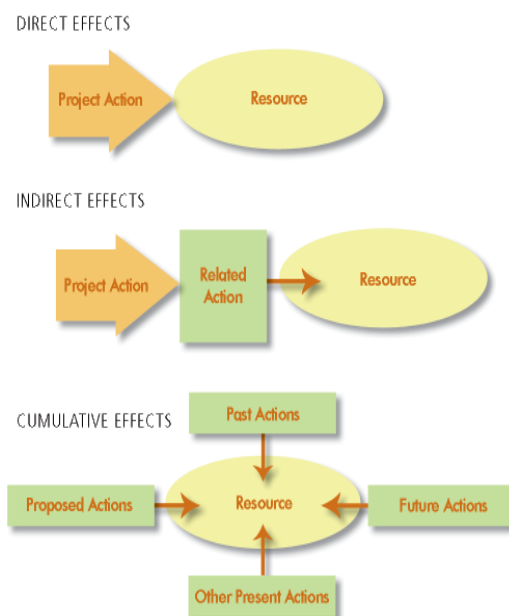 DIRECT EFFECTS
Project Action
Resource
INDIRECT EFFECTS
Project Action
Related
Action
Resource
CUMULATIVE EFFECTS
Past Actions
Proposed Actions
Resource
Future Actions
Other Present Actions